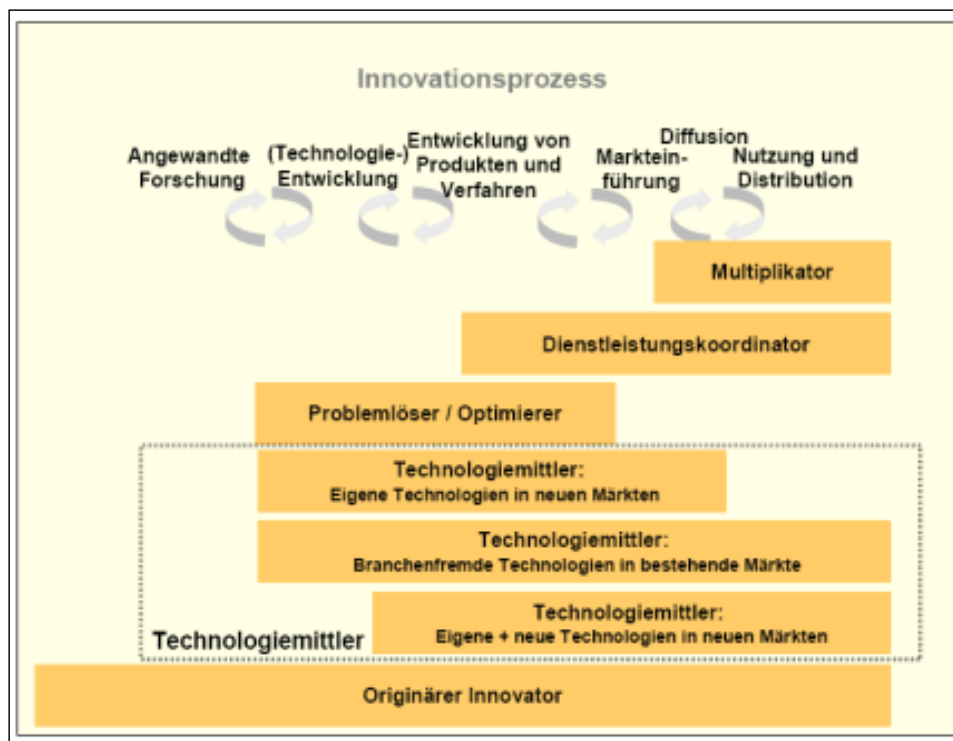 Innovationsprozess
Angewandte
Forschung
(Technologie-)
Entwicklung
Entwicklung von
Produkten und
Verfahren
Diffusion
Marktein-
führung
Nutzung und
Distribution
Multiplikator
Dienstleistungskoordinator
Problemlöser / Optimierer
Technologiemittler:
Eigene Technologien in neuen Märkten
Technologiemittler:
Branchenfremde Technologien in bestehende Märkte
Technologiemittler:
Eigene + neue Technologien in neuen Märkten
Technologiemittler
Originärer Innovator